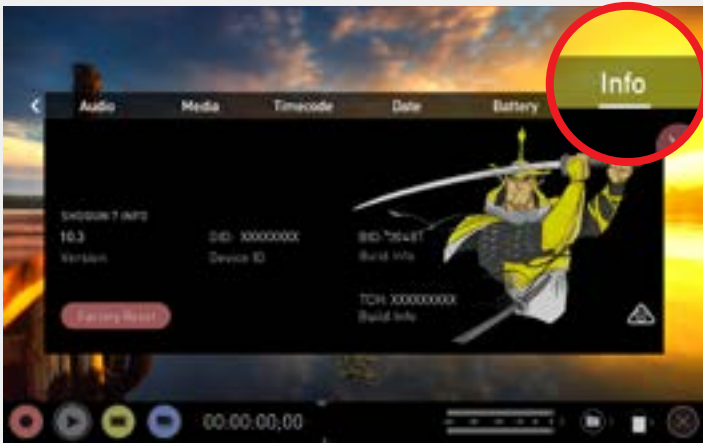 Info
Audio Media Timecode Date Battery
SHOGUN 7 INFO
10.3 DID: XXXXXXXX BID:
Version Device ID Build Info
TCH: XXXXXXXXX
Factory Reset Build Info
00:00:00;00